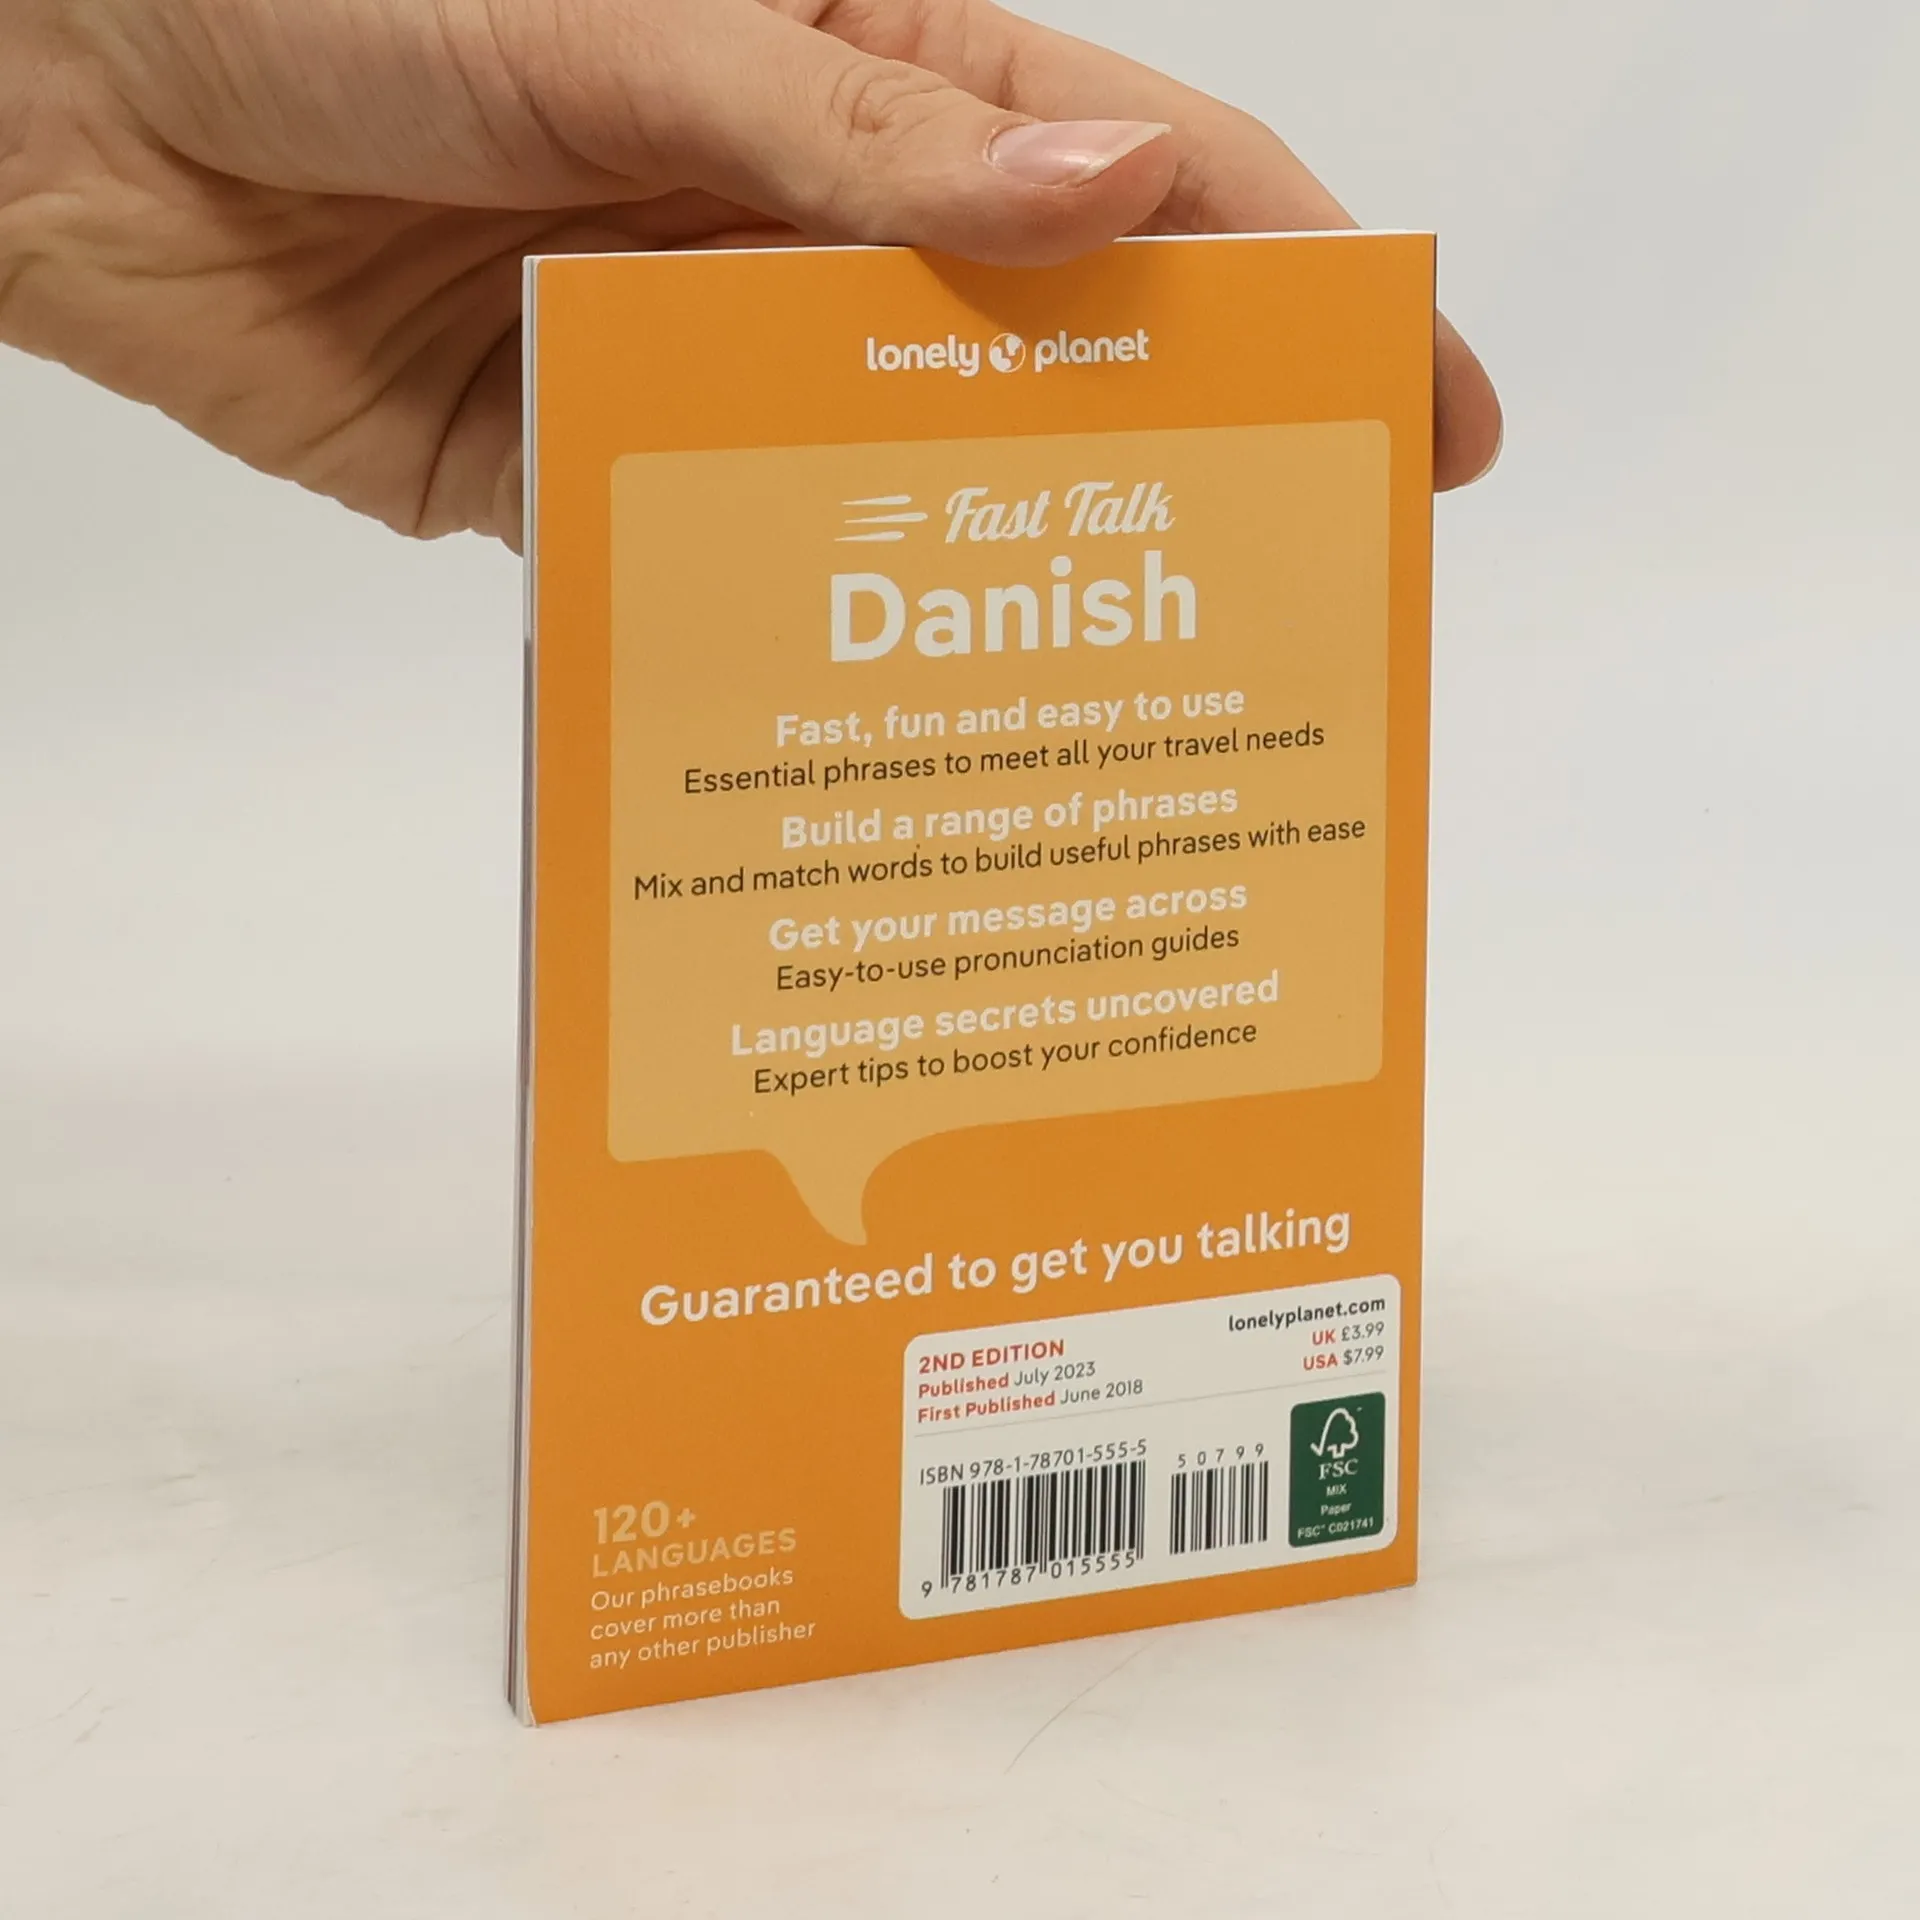 lonely planet
Fast Talk
Danish
Fast, fun and easy to use
Essential phrases to meet all your travel needs
Build a range of phrases
Mix and match words to build useful phrases with ease
Get your message across
Easy-to-use pronunciation guides
Language secrets uncovered
Expert tips to boost your confidence
Guaranteed to get you talking
2ND EDITION
Published July 2023
First Published June 2018
lonelyplanet.com
UK £3.99
USA $7.99
ISBN 978-1-78701-555-5
50799
9 781787 015555
FSC
MIX
Paper
FSC™ C021741
120+
LANGUAGES
Our phrasebooks
cover more than
any other publisher